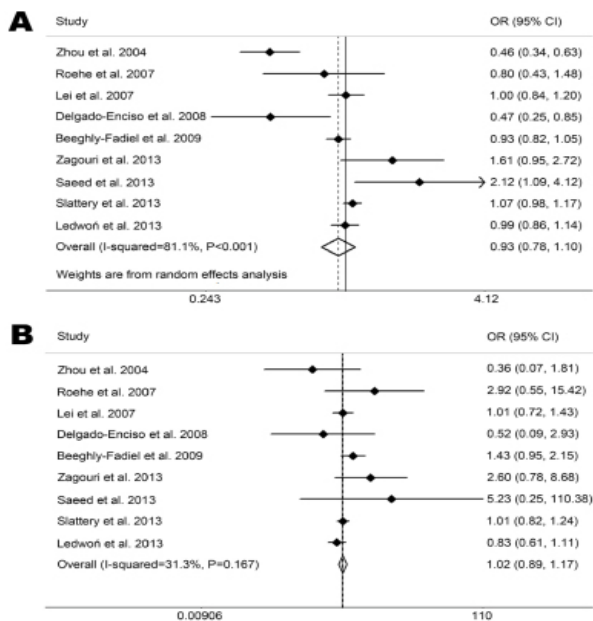 A
Study OR (95% CI)
Zhou et al. 2004 0.46 (0.34, 0.63)
Roehe et al. 2007 0.80 (0.43, 1.48)
Lei et al. 2007 1.00 (0.84, 1.20)
Delgado-Enciso et al. 2008 0.47 (0.25, 0.85)
Beeghly-Fadiel et al. 2009 0.93 (0.82, 1.05)
Zagouri et al. 2013 1.61 (0.95, 2.72)
Saeed et al. 2013 2.12 (1.09, 4.12)
Slattery et al. 2013 1.07 (0.98, 1.17)
Ledwoń et al. 2013 0.99 (0.86, 1.14)
Overall (I-squared=81.1%, P<0.001) 0.93 (0.78, 1.10)
Weights are from random effects analysis
0.243 4.12
B
Study OR (95% CI)
Zhou et al. 2004 0.36 (0.07, 1.81)
Roehe et al. 2007 2.92 (0.55, 15.42)
Lei et al. 2007 1.01 (0.72, 1.43)
Delgado-Enciso et al. 2008 0.52 (0.09, 2.93)
Beeghly-Fadiel et al. 2009 1.43 (0.95, 2.15)
Zagouri et al. 2013 2.60 (0.78, 8.68)
Saeed et al. 2013 5.23 (0.25, 110.38)
Slattery et al. 2013 1.01 (0.82, 1.24)
Ledwoń et al. 2013 0.83 (0.61, 1.11)
Overall (I-squared=31.3%, P=0.167) 1.02 (0.89, 1.17)
0.00906 110